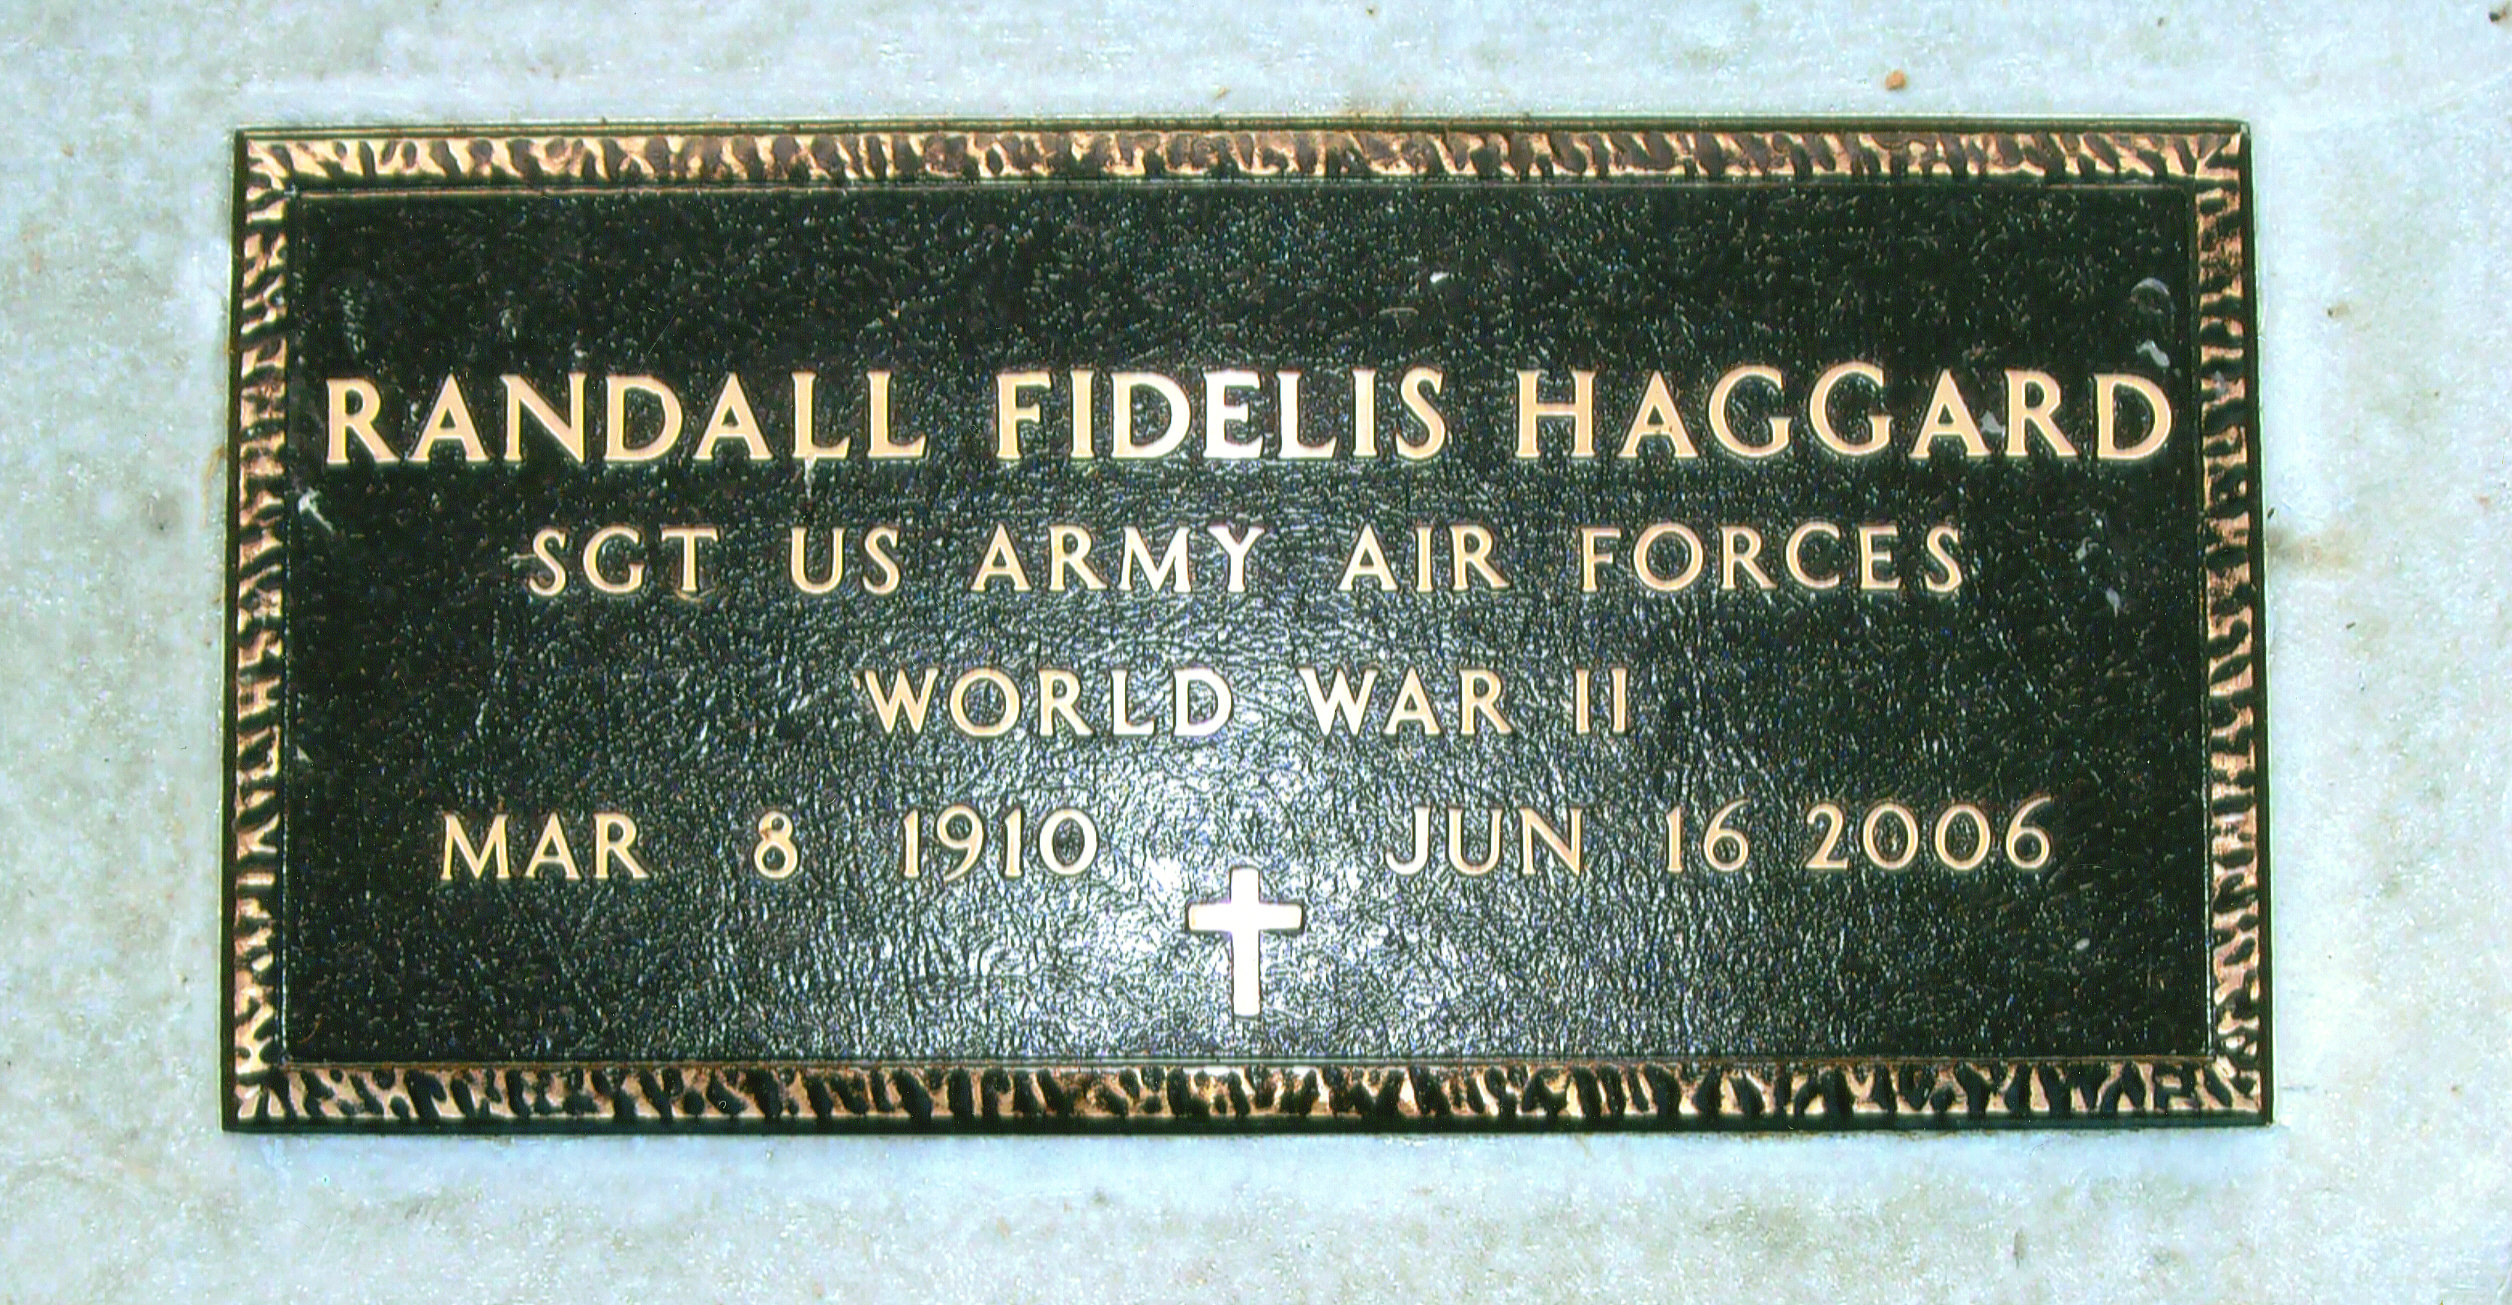 RANDALL FIDELIS HAGGARD
SGT US ARMY AIR FORCES
WORLD WAR II
MAR 8 1910 JUN 16 2006